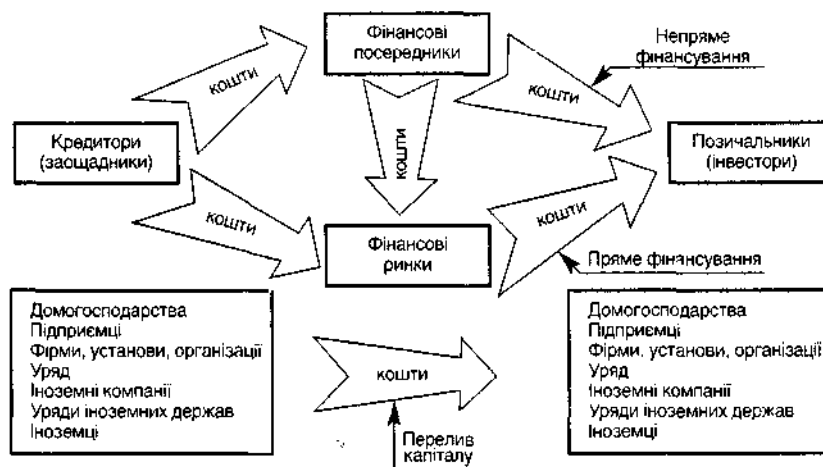 Фінансові
посередники
Непряме
фінансування
кошти
кошти
кошти
Кредитори
(заощадники)
Позичальники
(інвестори)
кошти
кошти
Фінансові
ринки
Пряме фінансування
Домогосподарства
Підприємці
Фірми, установи, організації
Уряд
Іноземні компанії
Уряди іноземних держав
Іноземці
кошти
Перелив
капіталу
Домогосподарства
Підприємці
Фірми, установи, організації
Уряд
Іноземні компанії
Уряди іноземних держав
Іноземці